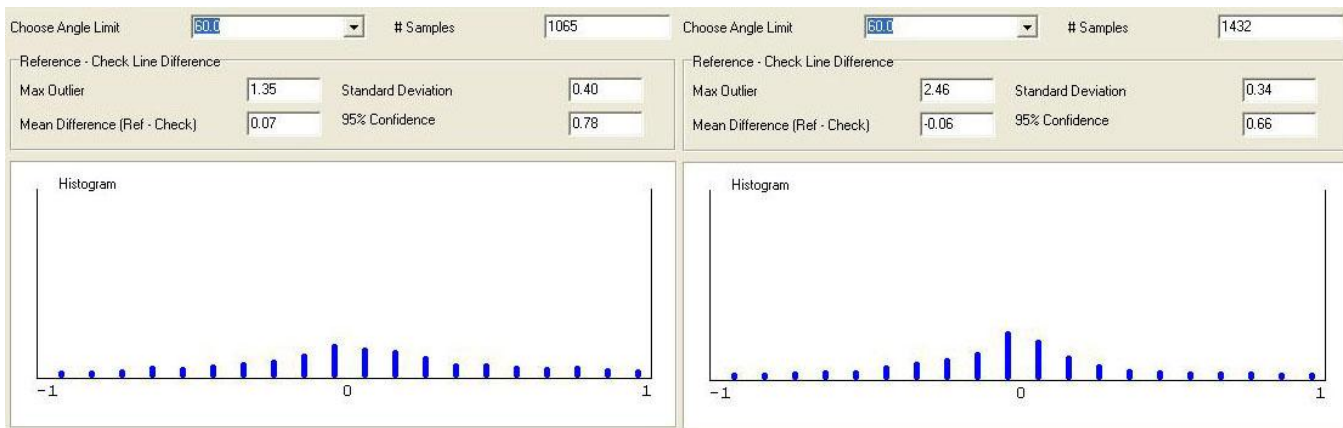 Choose Angle Limit 60.0 # Samples 1065
Reference - Check Line Difference
Max Outlier 1.35 Standard Deviation 0.40
Mean Difference (Ref - Check) 0.07 95% Confidence 0.78
Histogram
-1 0 1
Choose Angle Limit 60.0 # Samples 1432
Reference - Check Line Difference
Max Outlier 2.46 Standard Deviation 0.34
Mean Difference (Ref - Check) -0.06 95% Confidence 0.66
Histogram
-1 0 1